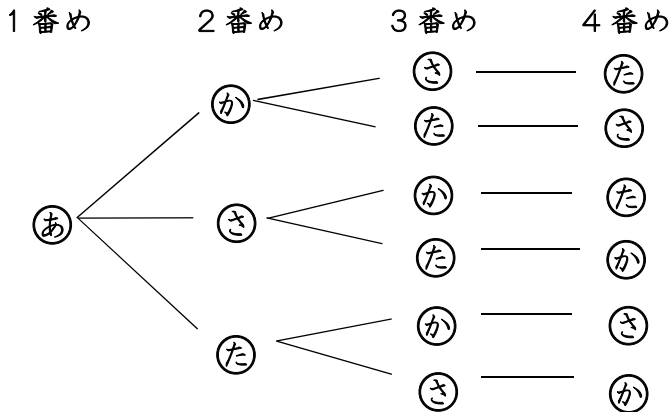 1番め 2番め 3番め 4番め
さ た
か
た さ
か た
あ さ
た か
か さ
た
さ か